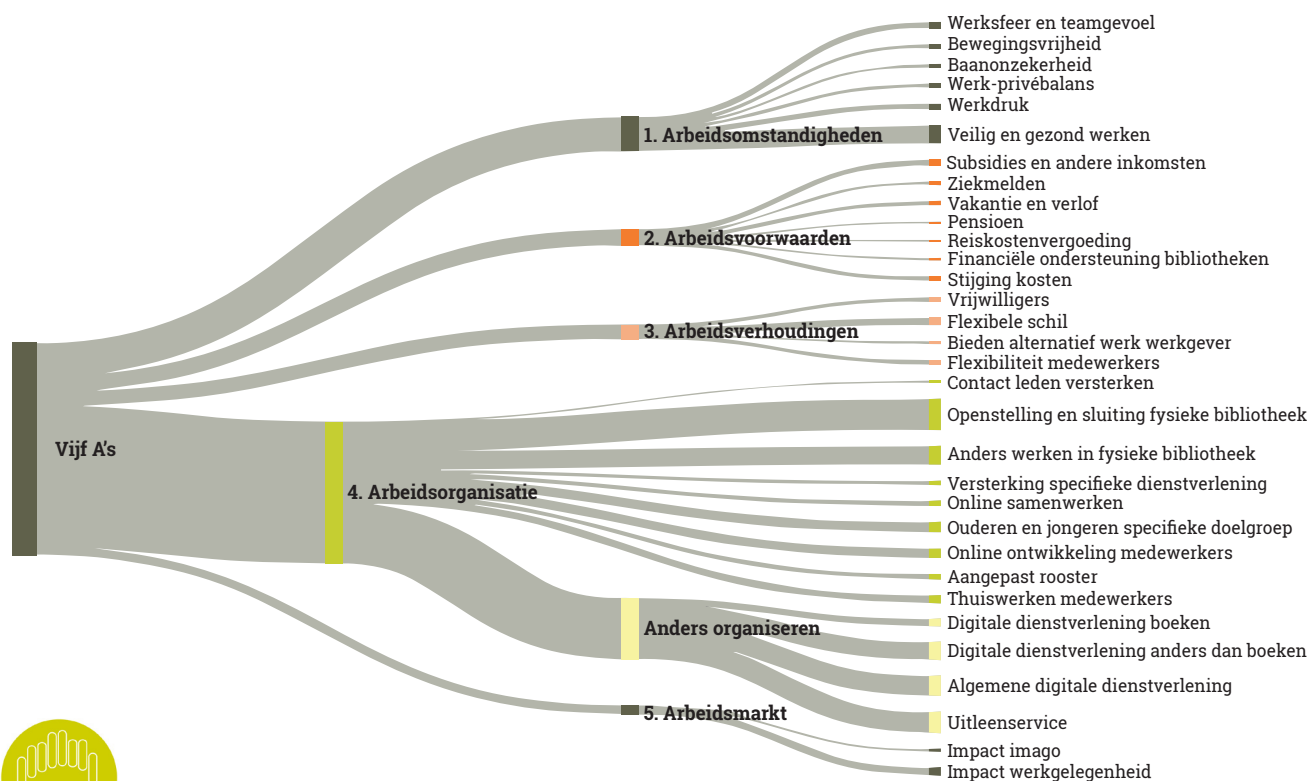 Vijf A's
1. Arbeidsomstandigheden
Werksfeer en teamgevoel
Bewegingsvrijheid
Baanonzekerheid
Werk-privébalans
Werkdruk
Veilig en gezond werken
2. Arbeidsvoorwaarden
Subsidies en andere inkomsten
Ziekmelden
Vakantie en verlof
Pensioen
Reiskostenvergoeding
Financiële ondersteuning bibliotheken
Stijging kosten
3. Arbeidsverhoudingen
Vrijwilligers
Flexibele schil
Bieden alternatief werk werkgever
Flexibiliteit medewerkers
4. Arbeidsorganisatie
Contact leden versterken
Openstelling en sluiting fysieke bibliotheek
Anders werken in fysieke bibliotheek
Versterking specifieke dienstverlening
Online samenwerken
Ouderen en jongeren specifieke doelgroep
Online ontwikkeling medewerkers
Aangepast rooster
Thuiswerken medewerkers
Anders organiseren
Digitale dienstverlening boeken
Digitale dienstverlening anders dan boeken
Algemene digitale dienstverlening
Uitleenservice
5. Arbeidsmarkt
Impact imago
Impact werkgelegenheid